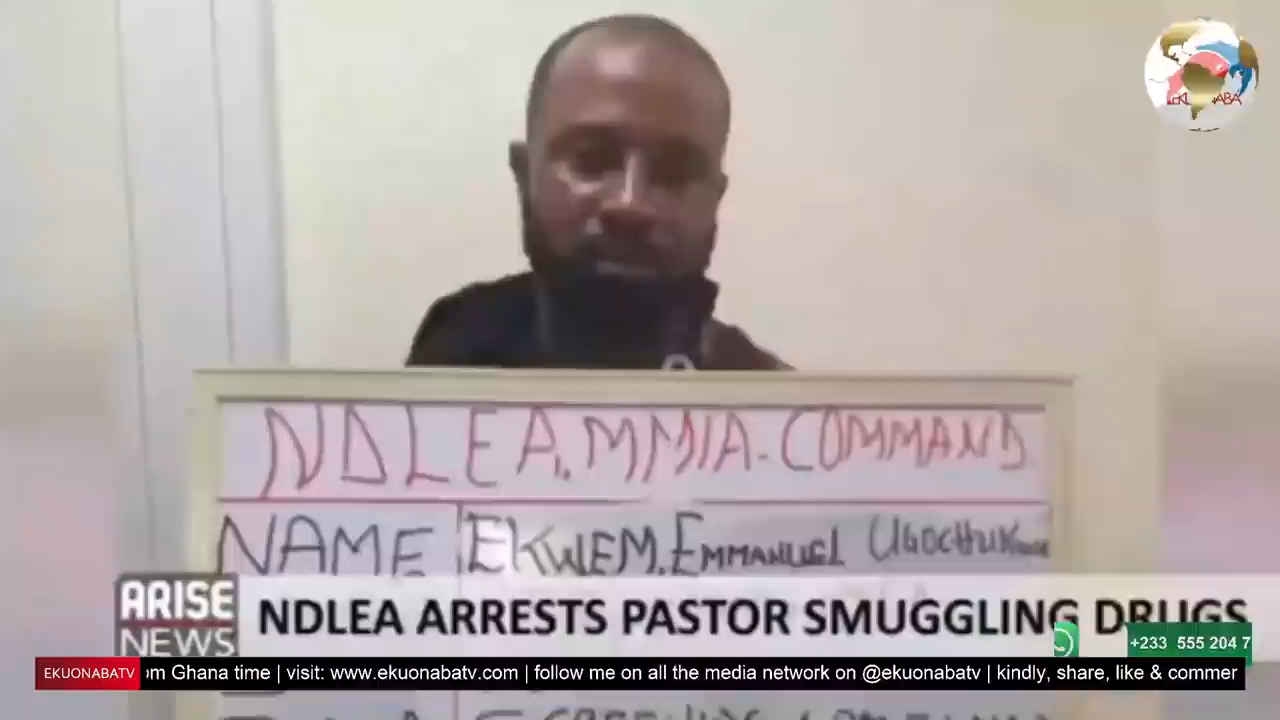 NDLEA. MMIA. COMMAND
NAME EKWEM, EMMANUEL
ARISE
NEWS
NDLEA ARRESTS PASTOR SMUGGLING DRUGS
+233 555 204 7
EKUONABATV
om Ghana time | visit: www.ekuonabatv.com | follow me on all the media network on @ekuonabatv | kindly, share, like & commer